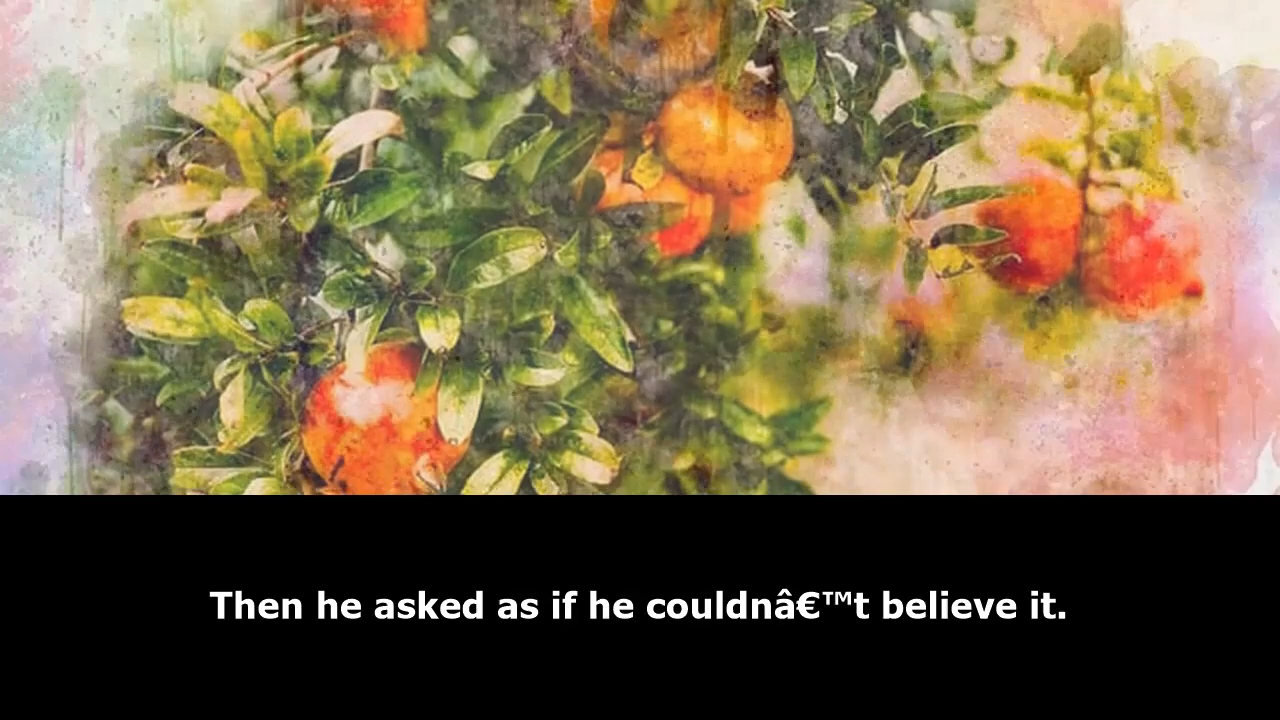 Then he asked as if he couldnâ€™t believe it.